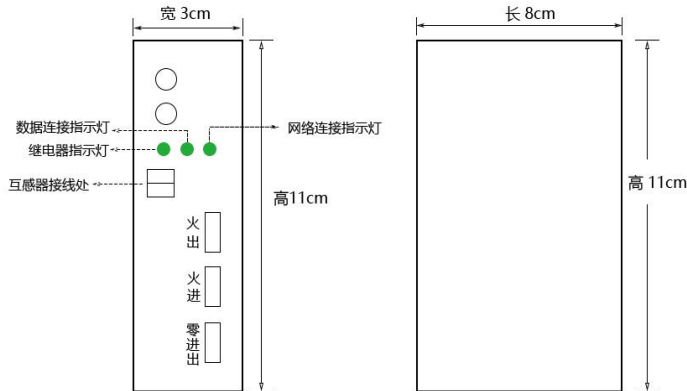 宽 3cm
长 8cm
数据连接指示灯
网络连接指示灯
继电器指示灯
互感器接线处
高11cm
高 11cm
火出
火进
零进出